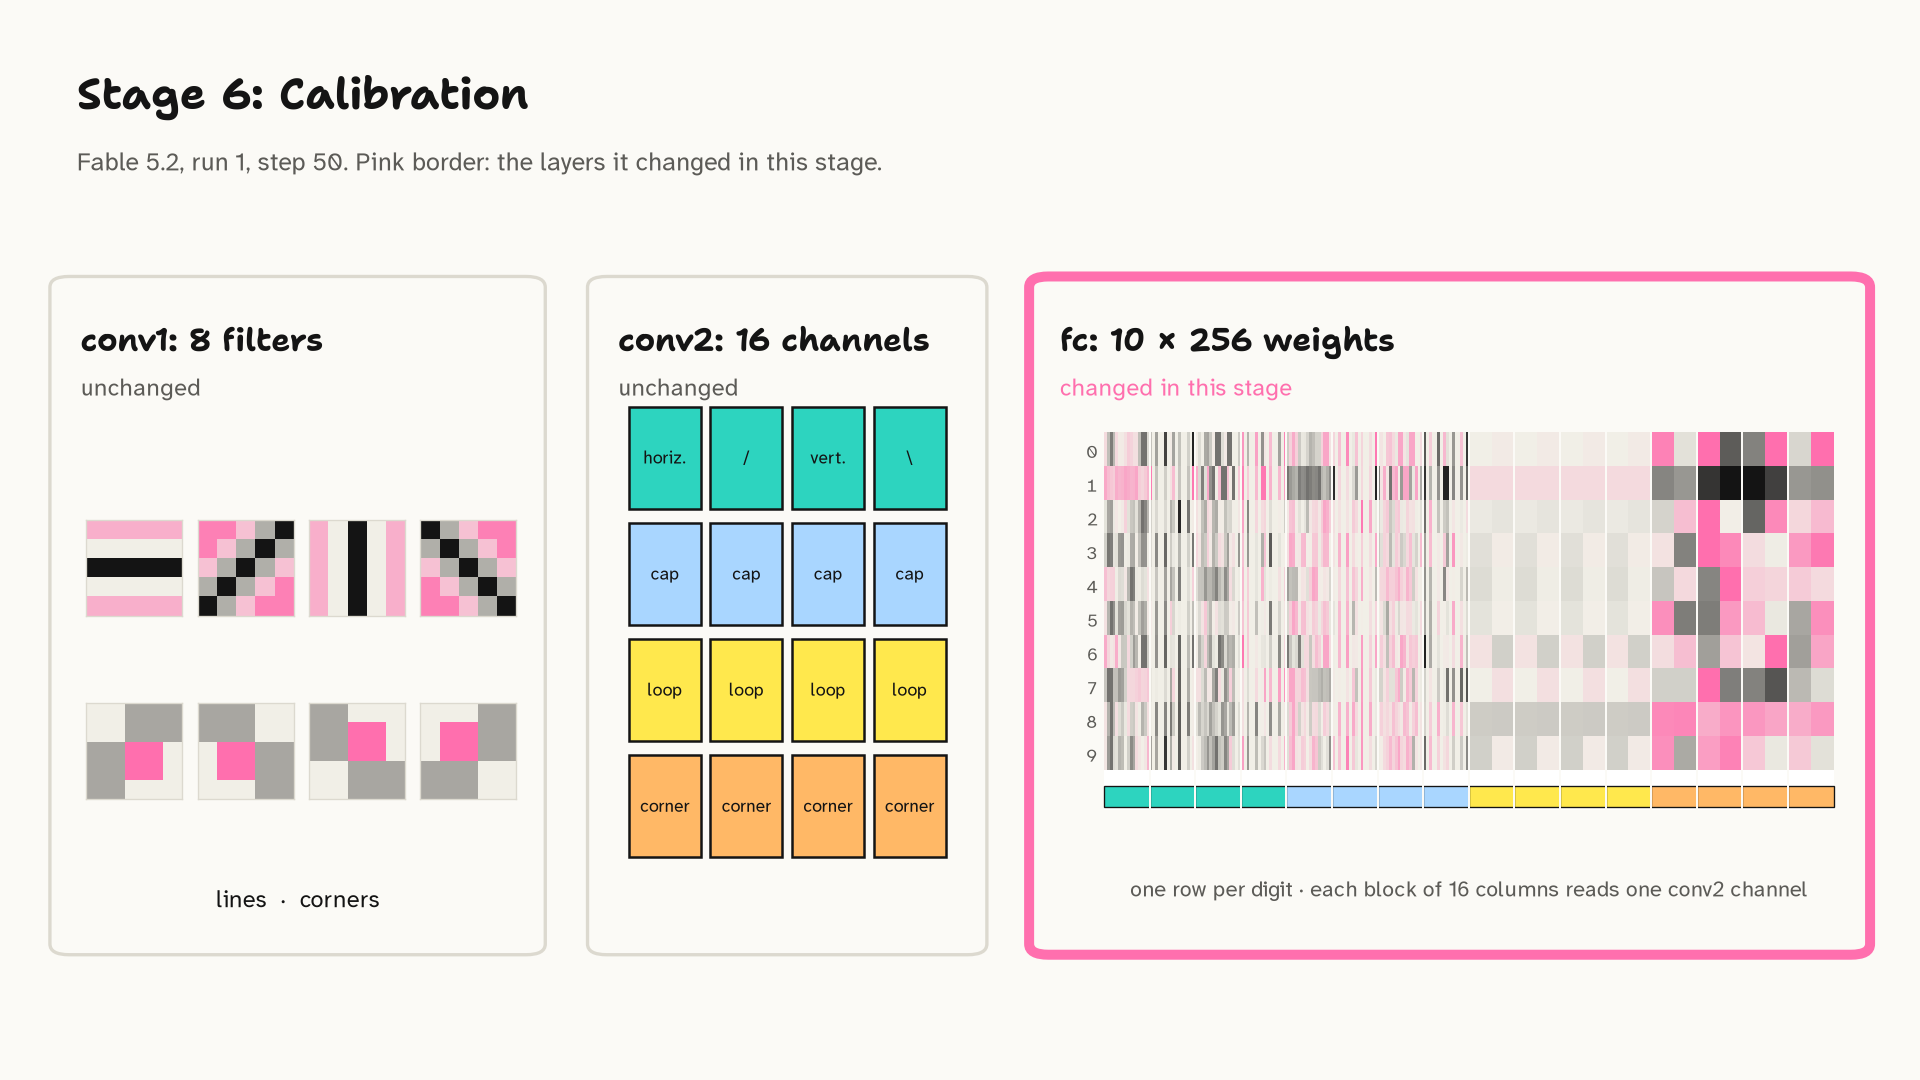 Stage 6: Calibration
Fable 5.2, run 1, step 50. Pink border: the layers it changed in this stage.
conv1: 8 filters
unchanged
lines · corners
conv2: 16 channels
unchanged
horiz. / vert. \
cap cap cap cap
loop loop loop loop
corner corner corner corner
fc: 10 × 256 weights
changed in this stage
0
1
2
3
4
5
6
7
8
9
one row per digit · each block of 16 columns reads one conv2 channel